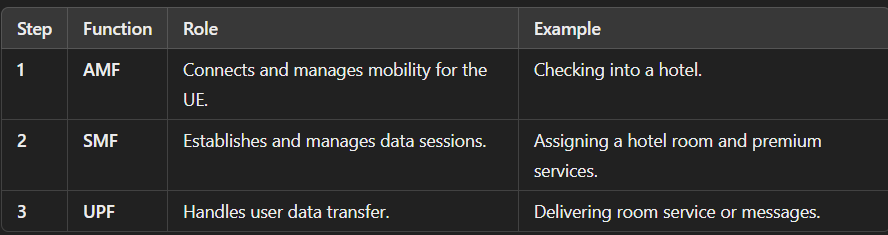 Step Function Role Example
1 AMF Connects and manages mobility for the Checking into a hotel.
UE.
2 SMF Establishes and manages data sessions. Assigning a hotel room and premium
services.
3 UPF Handles user data transfer. Delivering room service or messages.